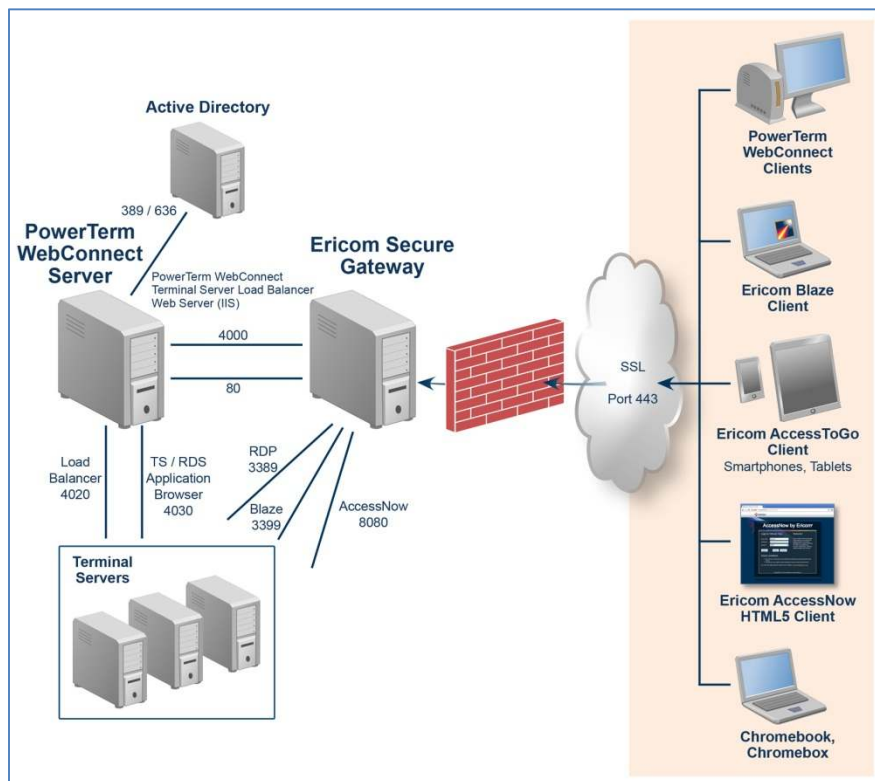 Active Directory
389 / 636
PowerTerm
WebConnect
Server
PowerTerm WebConnect
Terminal Server Load Balancer
Web Server (IIS)
Ericom Secure
Gateway
4000
80
Load
Balancer
4020
TS / RDS
Application
Browser
4030
RDP
3389
Blaze
3399
AccessNow
8080
Terminal
Servers
SSL
Port 443
PowerTerm
WebConnect
Clients
Ericom Blaze
Client
Ericom AccessToGo
Client
Smartphones, Tablets
AccessNow by Ericom
Ericom AccessNow
HTML5 Client
Chromebook,
Chromebox